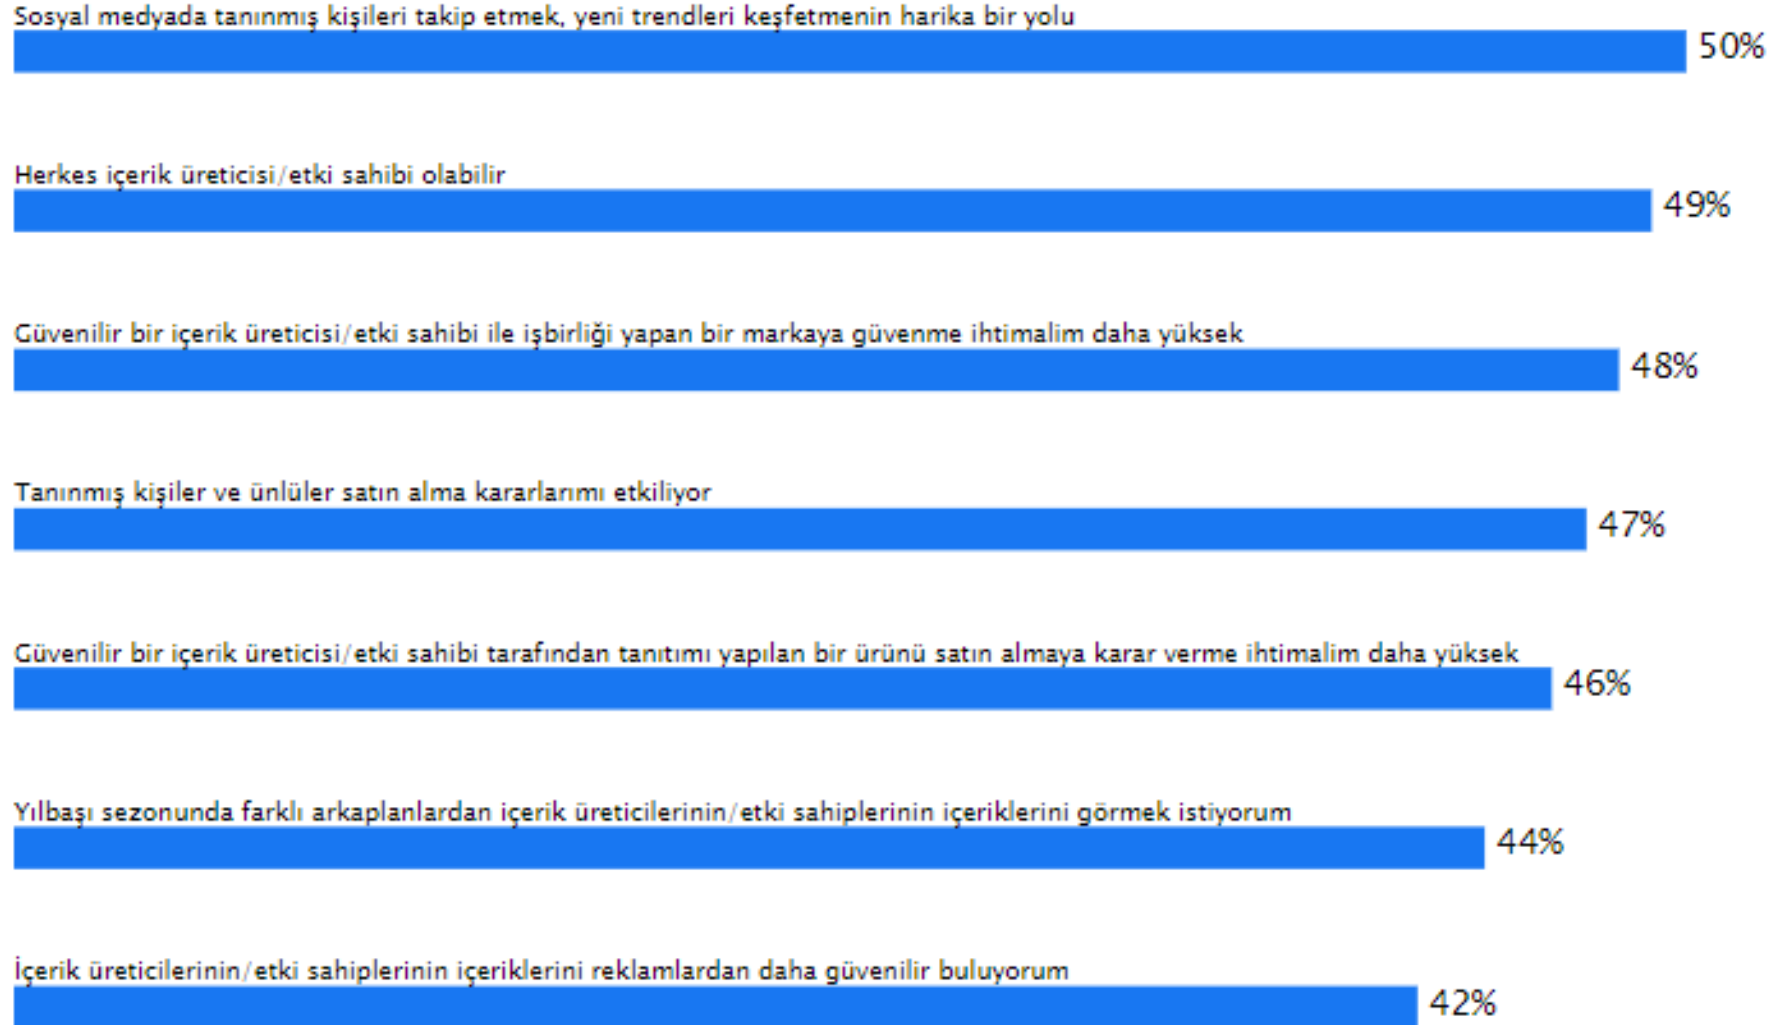 Sosyal medyada tanınmış kişileri takip etmek, yeni trendleri keşfetmenin harika bir yolu
50%
Herkes içerik üreticisi/etki sahibi olabilir
49%
Güvenilir bir içerik üreticisi/etki sahibi ile işbirliği yapan bir markaya güvenme ihtimalim daha yüksek
48%
Tanınmış kişiler ve ünlüler satın alma kararlarımı etkiliyor
47%
Güvenilir bir içerik üreticisi/etki sahibi tarafından tanıtımı yapılan bir ürünü satın almaya karar verme ihtimalim daha yüksek
46%
Yılbaşı sezonunda farklı arkaplanlardan içerik üreticilerinin/etki sahiplerinin içeriklerini görmek istiyorum
44%
İçerik üreticilerinin/etki sahiplerinin içeriklerini reklamlardan daha güvenilir buluyorum
42%